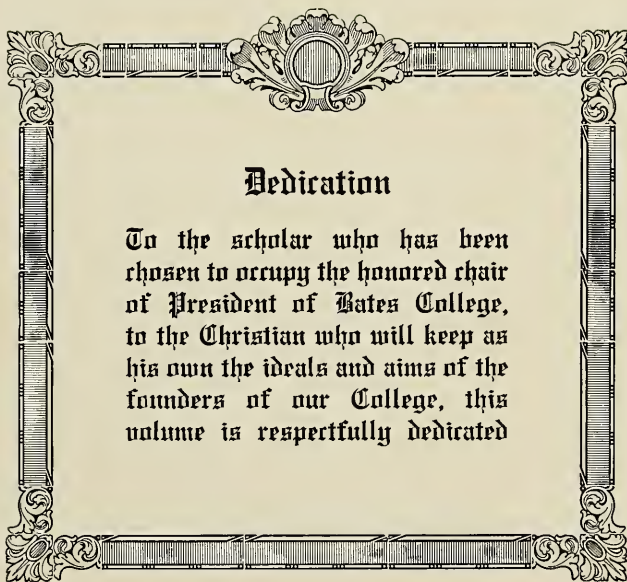 Dedication
To the scholar who has been
chosen to occupy the honored chair
of President of Bates College,
to the Christian who will keep as
his own the ideals and aims of the
founders of our College, this
volume is respectfully dedicated